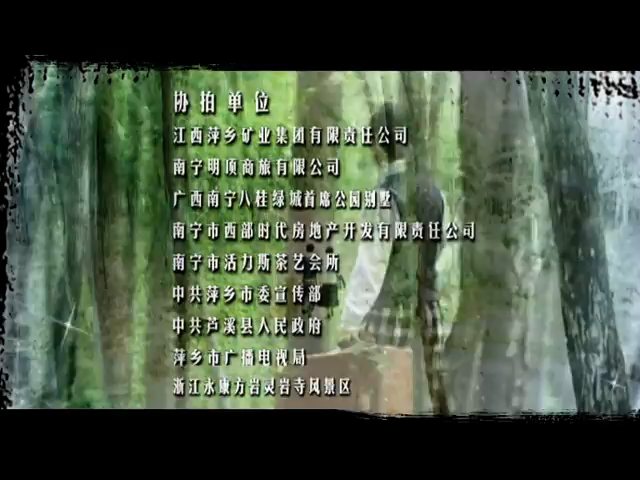 协拍单位
江西萍乡矿业集团有限责任公司
南宁明顶商旅有限公司
广西南宁八桂绿城首席公园别墅
南宁市西部时代房地产开发有限责任公司
南宁市活力斯茶艺会所
中共萍乡市委宣传部
中共芦溪县人民政府
萍乡市广播电视局
浙江永康方岩灵岩寺风景区